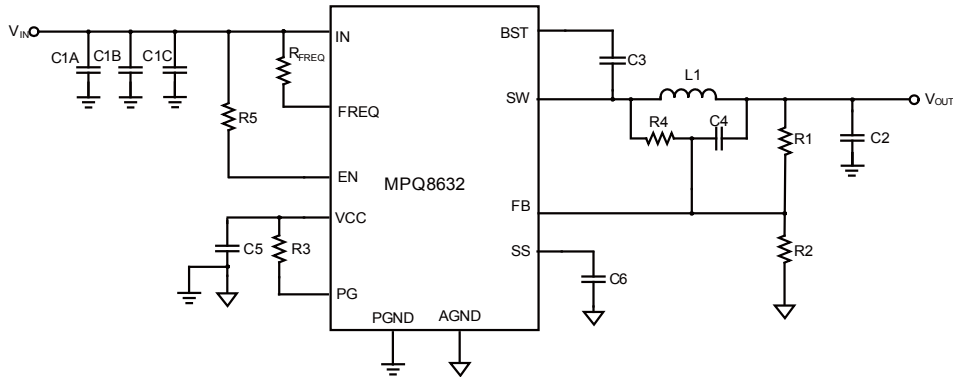 VIN
IN
BST
C1A
C1B
C1C
RFREQ
C3
L1
SW
VOUT
R5
FREQ
R4
C4
R1
C2
EN
MPQ8632
VCC
FB
C5
R3
SS
R2
C6
PG
PGND
AGND